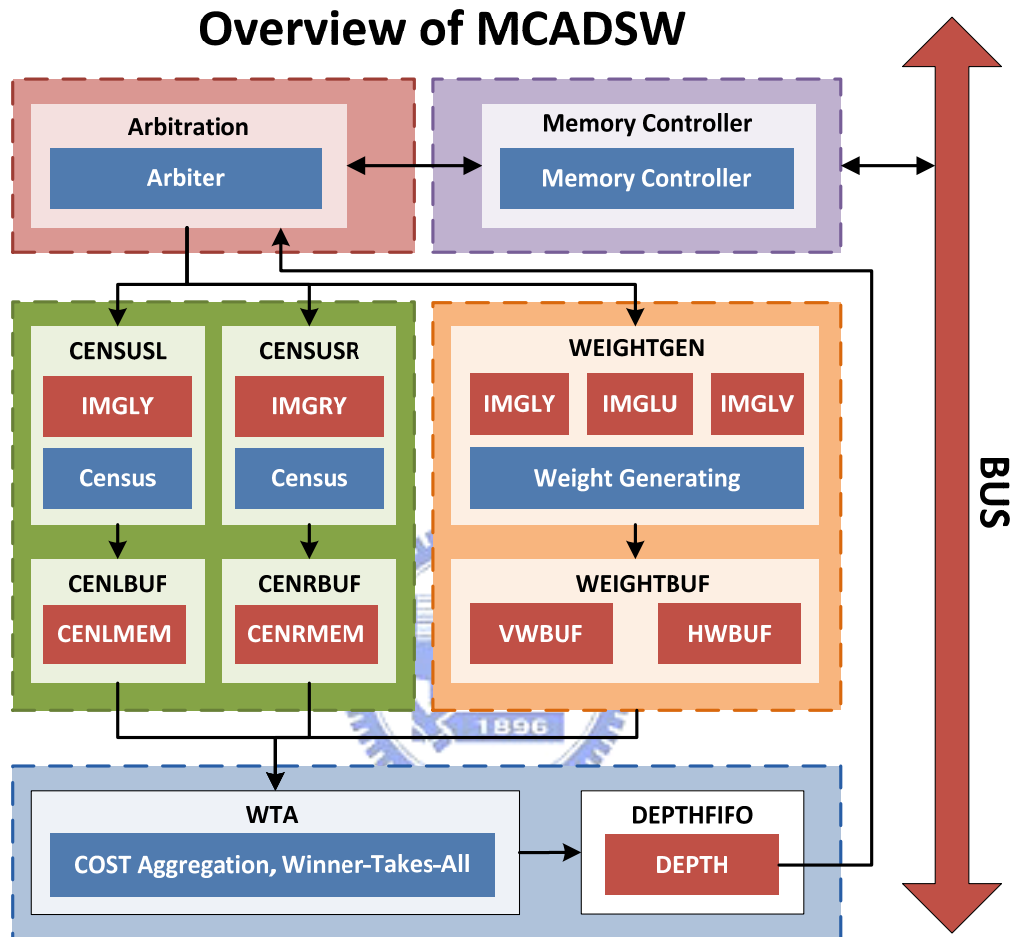 Overview of MCADSW
Arbitration
Arbiter
Memory Controller
Memory Controller
CENSUSL
IMGLY
Census
CENSUSR
IMGRY
Census
WEIGHTGEN
IMGLY IMGLU IMGLV
Weight Generating
CENLBUF
CENLMEM
CENRBUF
CENRMEM
WEIGHTBUF
VWBUF HWBUF
1896
WTA
COST Aggregation, Winner-Takes-All
DEPTHFIFO
DEPTH
BUS